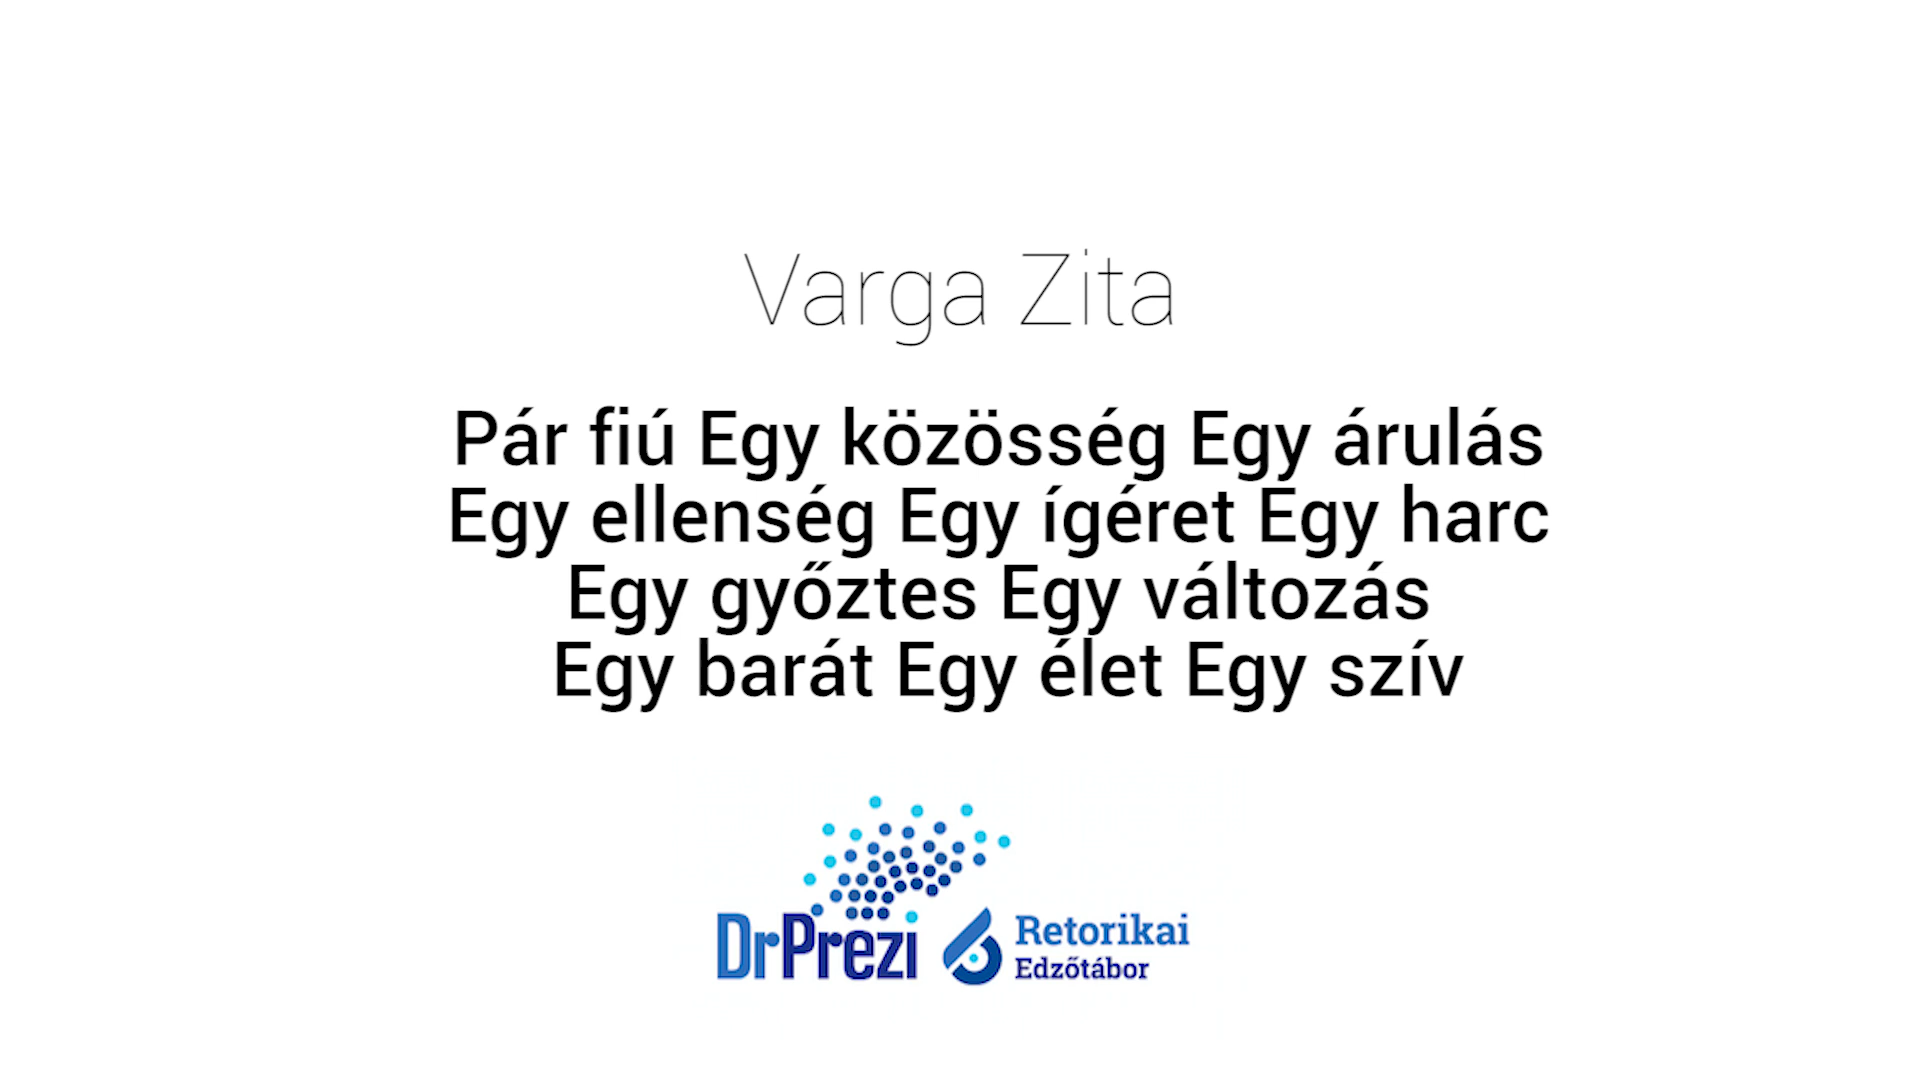 Varga Zita
Pár fiú Egy közösség Egy árulás
Egy ellenség Egy ígéret Egy harc
Egy győztes Egy változás
Egy barát Egy élet Egy szív
DrPrezi
Retorikai
Edzőtábor